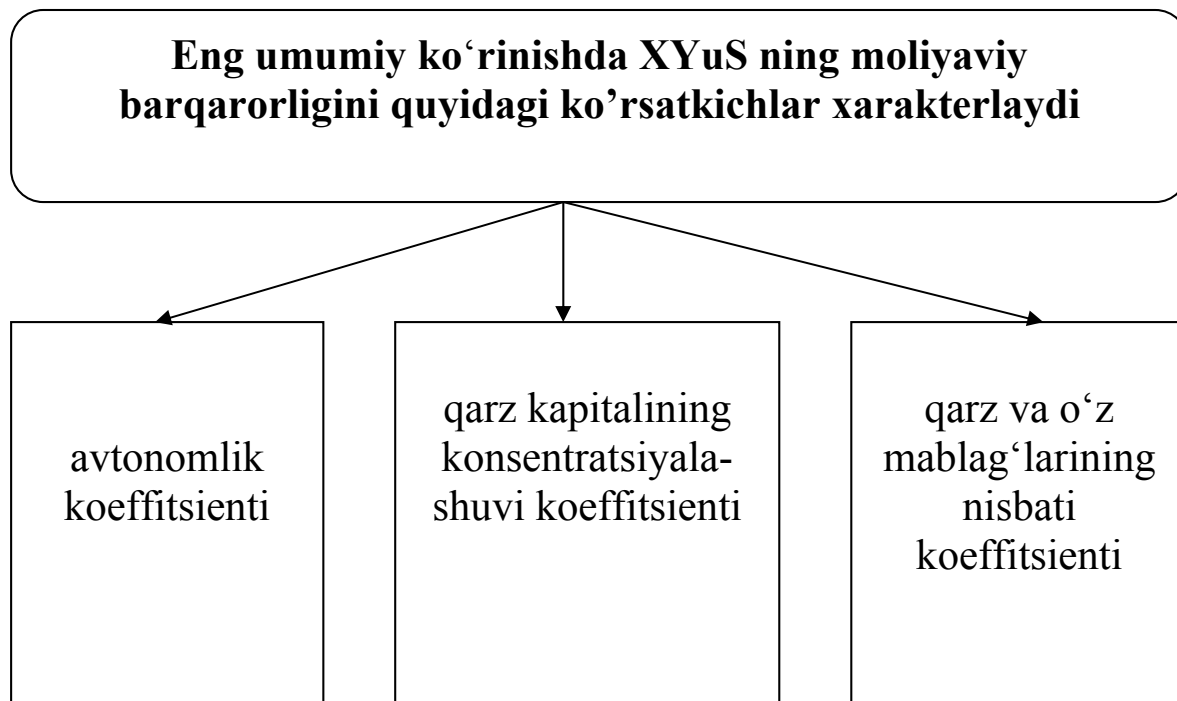 Eng umumiy ko‘rinishda XYuS ning moliyaviy
barqarorligini quyidagi ko’rsatkichlar xarakterlaydi
avtonomlik
koeffitsienti
qarz kapitalining
konsentratsiyala-
shuvi koeffitsienti
qarz va o‘z
mablag‘larining
nisbati
koeffitsienti